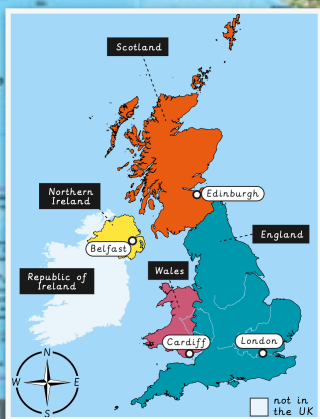 Scotland
Edinburgh
Northern
Ireland
England
Belfast
Republic of
Ireland
Wales
Cardiff
London
N
W
E
S
not in
the UK